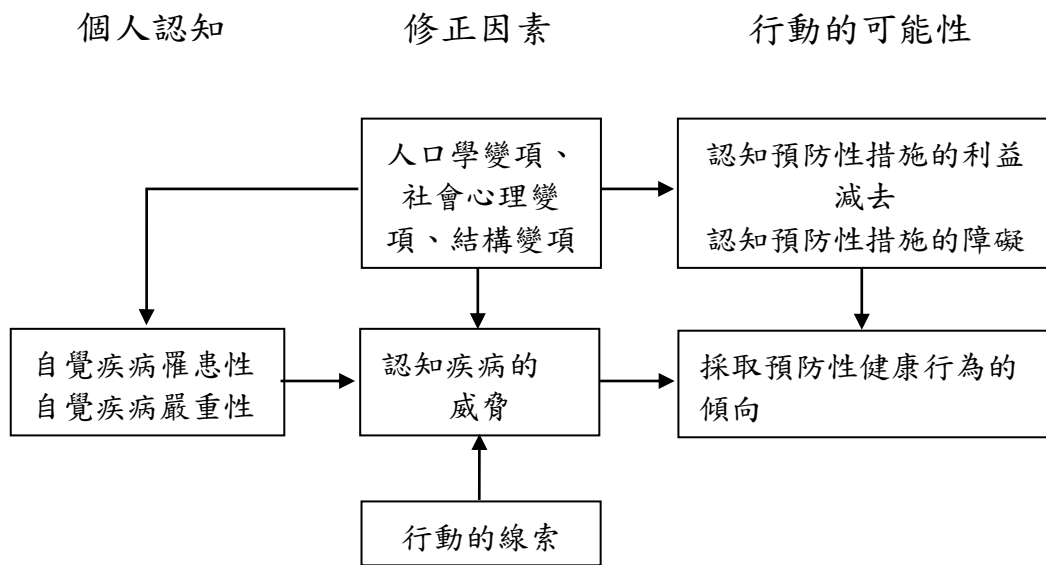 個人認知
修正因素
行動的可能性
人口學變項、
社會心理變
項、結構變項
認知預防性措施的利益
減去
認知預防性措施的障礙
自覺疾病罹患性
自覺疾病嚴重性
認知疾病的
威脅
採取預防性健康行為的
傾向
行動的線索